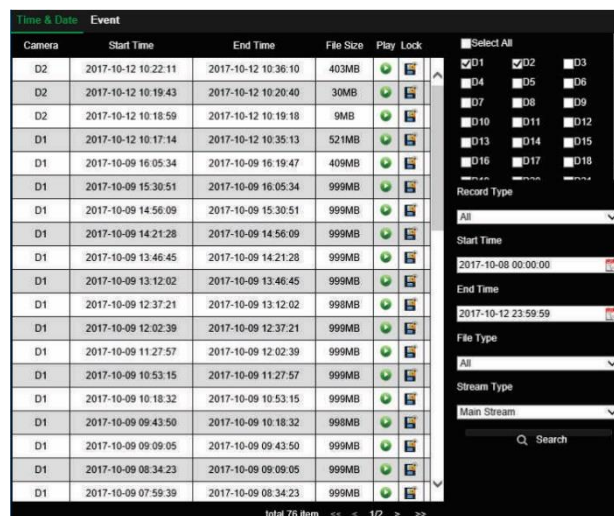 Time & Date Event
Camera Start Time End Time File Size Play Lock
D2 2017-10-12 10:22:11 2017-10-12 10:36:10 403MB
D2 2017-10-12 10:19:43 2017-10-12 10:20:40 30MB
D2 2017-10-12 10:18:59 2017-10-12 10:19:18 9MB
D1 2017-10-12 10:17:14 2017-10-12 10:35:13 521MB
D1 2017-10-09 16:05:34 2017-10-09 16:19:47 409MB
D1 2017-10-09 15:30:51 2017-10-09 16:05:34 999MB
D1 2017-10-09 14:56:09 2017-10-09 15:30:51 999MB
D1 2017-10-09 14:21:28 2017-10-09 14:56:09 999MB
D1 2017-10-09 13:46:45 2017-10-09 14:21:28 999MB
D1 2017-10-09 13:12:02 2017-10-09 13:46:45 999MB
D1 2017-10-09 12:37:21 2017-10-09 13:12:02 998MB
D1 2017-10-09 12:02:39 2017-10-09 12:37:21 999MB
D1 2017-10-09 11:27:57 2017-10-09 12:02:39 999MB
D1 2017-10-09 10:53:15 2017-10-09 11:27:57 999MB
D1 2017-10-09 10:18:32 2017-10-09 10:53:15 999MB
D1 2017-10-09 09:43:50 2017-10-09 10:18:32 998MB
D1 2017-10-09 09:09:05 2017-10-09 09:43:50 999MB
D1 2017-10-09 08:34:23 2017-10-09 09:09:05 999MB
D1 2017-10-09 07:59:39 2017-10-09 08:34:23 999MB
total 76 item << < 1/2 > >>
Select All
D1 D2 D3
D4 D5 D6
D7 D8 D9
D10 D11 D12
D13 D14 D15
D16 D17 D18
Record Type
All
Start Time
2017-10-08 00:00:00
End Time
2017-10-12 23:59:59
File Type
All
Stream Type
Main Stream
Search